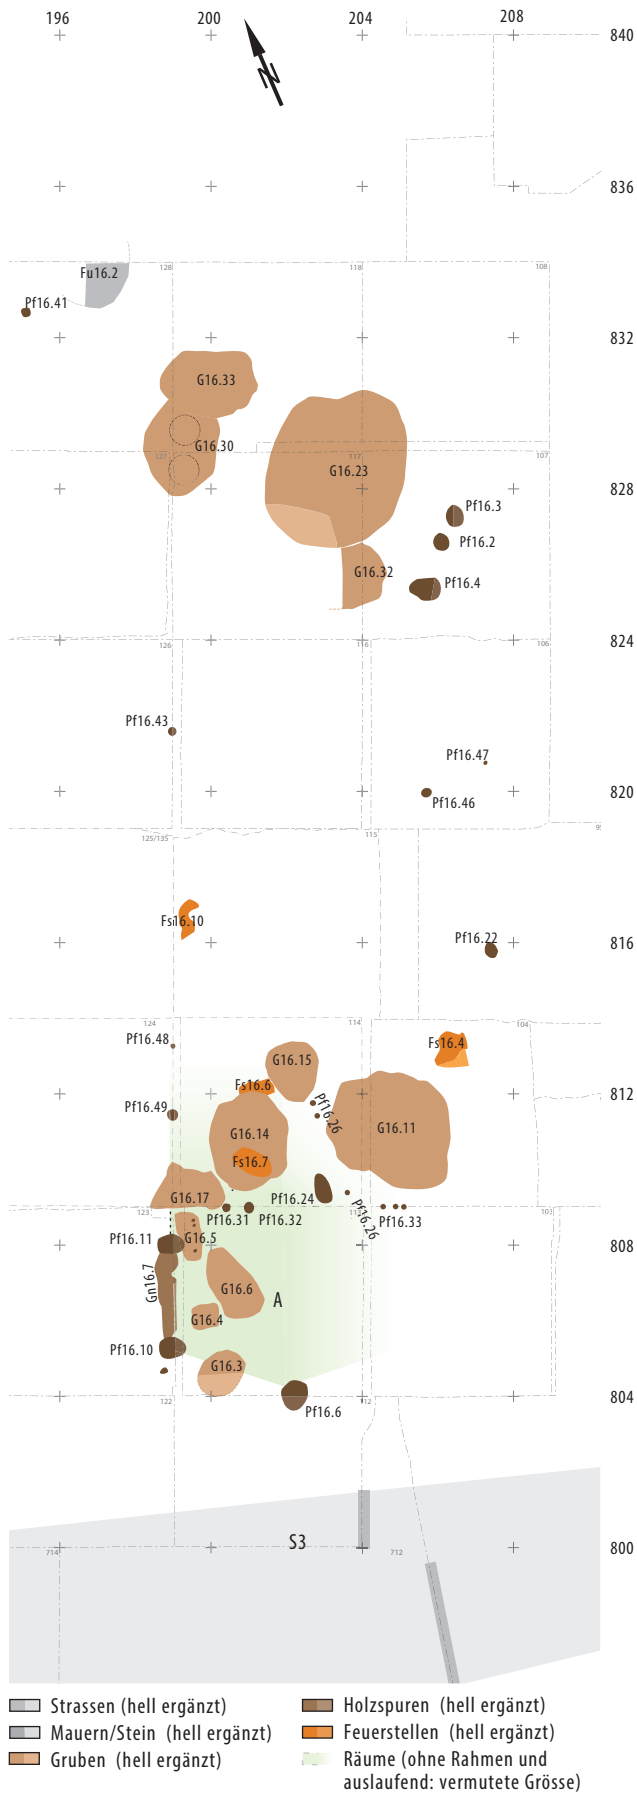 196 200 204 208
840
836
Fu16.2
128 118 108
Pf16.41
832
G16.33
G16.30
127 117 107
G16.23
828
Pf16.3
Pf16.2
G16.32
Pf16.4
824
126 116 106
Pf16.43
Pf16.47
820
Pf16.46
125/135 115
Fs16.10
Pf16.22
816
124 114 104
Pf16.48
Fs16.4
G16.15
Fs16.6
812
Pf16.49
Pf16.26
G16.14
G16.11
Fs16.7
G16.17
Pf16.24
Pf16.26
123 113 103
Pf16.31 Pf16.32 Pf16.33
Pf16.11
G16.5
808
Gn16.7
G16.6
A
G16.4
Pf16.10
G16.3
804
122 112
Pf16.6
S3
800
714 712
Strassen (hell ergänzt)
Mauern/Stein (hell ergänzt)
Gruben (hell ergänzt)
Holzspuren (hell ergänzt)
Feuerstellen (hell ergänzt)
Räume (ohne Rahmen und
auslaufend: vermutete Grösse)